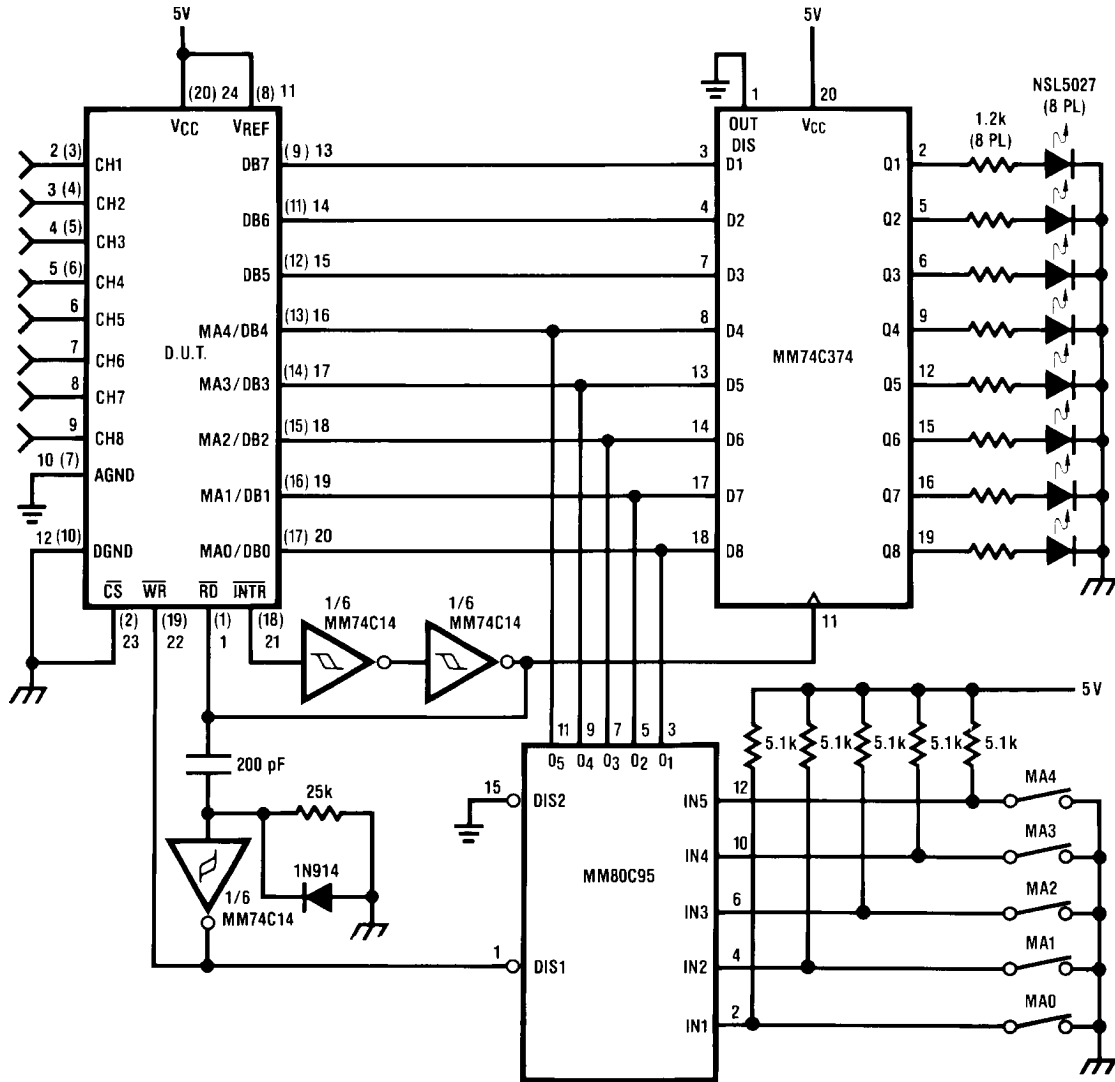 5V
5V
(20) 24
(8) 11
VCC
VREF
1
20
OUT
DIS
VCC
NSL5027
(8 PL)
1.2k
(8 PL)
2 (3)
CH1
DB7
(9) 13
3
D1
Q1
2
3 (4)
CH2
DB6
(11) 14
4
D2
Q2
5
4 (5)
CH3
DB5
(12) 15
7
D3
Q3
6
5 (6)
CH4
MA4/DB4
(13) 16
8
D4
Q4
9
6
CH5
D.U.T.
MM74C374
7
CH6
MA3/DB3
(14) 17
13
D5
Q5
12
8
CH7
9
CH8
MA2/DB2
(15) 18
14
D6
Q6
15
10 (7)
AGND
MA1/DB1
(16) 19
17
D7
Q7
16
12 (10)
DGND
MA0/DB0
(17) 20
18
D8
Q8
19
CS
WR
RD
INTR
(2)
23
(19)
22
(1)
1
(18)
21
1/6
MM74C14
1/6
MM74C14
11
5V
5.1k
5.1k
5.1k
5.1k
5.1k
200 pF
25k
1N914
1/6
MM74C14
11
9
7
5
3
O5
O4
O3
O2
O1
15
DIS2
MM80C95
1
DIS1
IN5
12
MA4
IN4
10
MA3
IN3
6
MA2
IN2
4
MA1
IN1
2
MA0